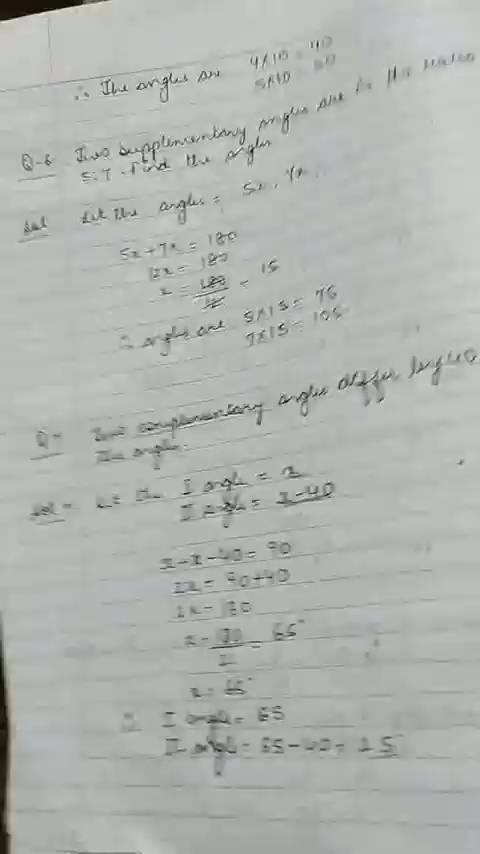 ∴ The angles are 4×10 = 40
5×10 = 50
Q-6 Two supplementary angles are in the ratio
5:7. Find the angles
Sol Let the angles = 5x, 7x
5x + 7x = 180
12x = 180
x = 180/12 = 15
∴ angles are 5×15 = 75
7×15 = 105
Q- Two complementary angles differ
The angles.
Sol - Let the I angle = x
II angle = x-40
x-x-40 = 90
2x = 90+40
2x = 130
x = 130/2 = 65°
x = 65°
∴ I angle = 65
II angle = 65-40 = 25